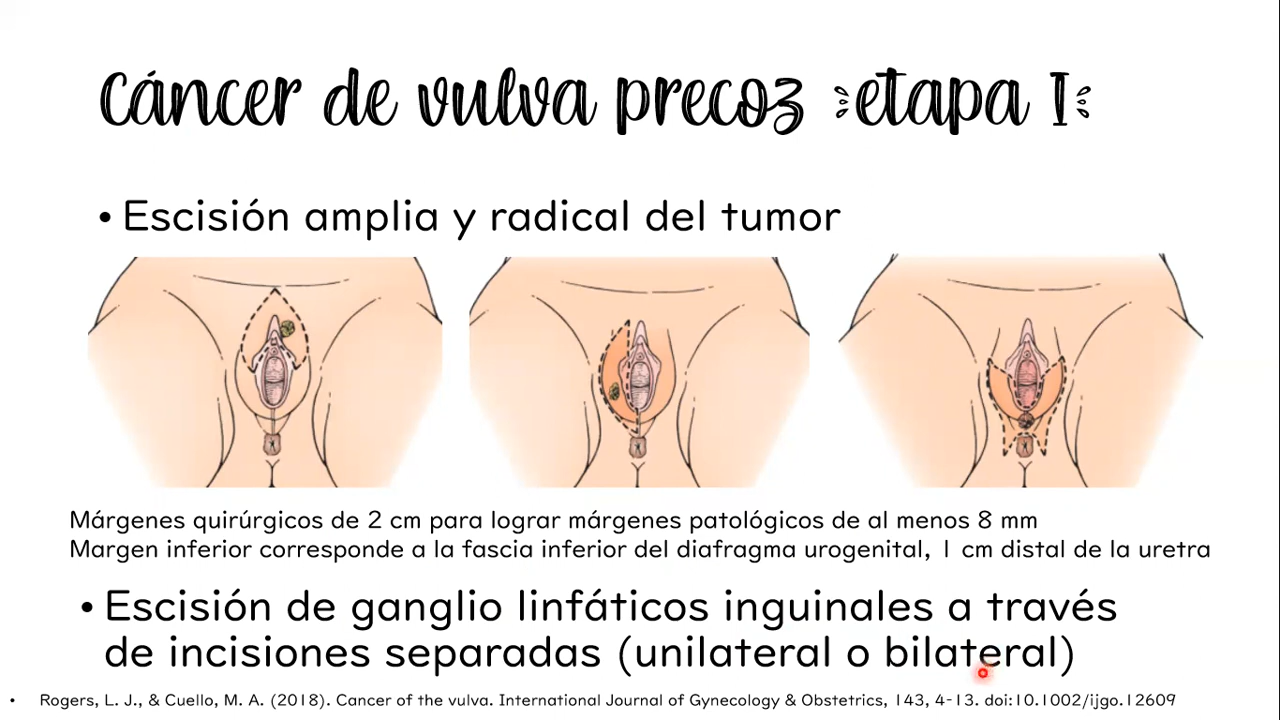 Cáncer de vulva precoz etapa I
• Escisión amplia y radical del tumor
Márgenes quirúrgicos de 2 cm para lograr márgenes patológicos de al menos 8 mm
Margen inferior corresponde a la fascia inferior del diafragma urogenital, 1 cm distal de la uretra
• Escisión de ganglio linfáticos inguinales a través
de incisiones separadas (unilateral o bilateral)
• Rogers, L. J., & Cuello, M. A. (2018). Cancer of the vulva. International Journal of Gynecology & Obstetrics, 143, 4-13. doi:10.1002/ijgo.12609